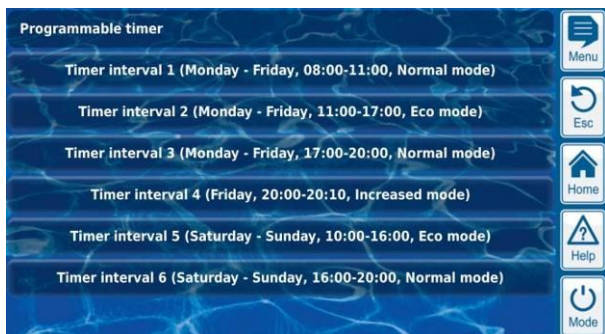 Programmable timer
Timer interval 1 (Monday - Friday, 08:00-11:00, Normal mode)
Timer interval 2 (Monday - Friday, 11:00-17:00, Eco mode)
Timer interval 3 (Monday - Friday, 17:00-20:00, Normal mode)
Timer interval 4 (Friday, 20:00-20:10, Increased mode)
Timer interval 5 (Saturday - Sunday, 10:00-16:00, Eco mode)
Timer interval 6 (Saturday - Sunday, 16:00-20:00, Normal mode)
Menu
Esc
Home
?
Help
Mode